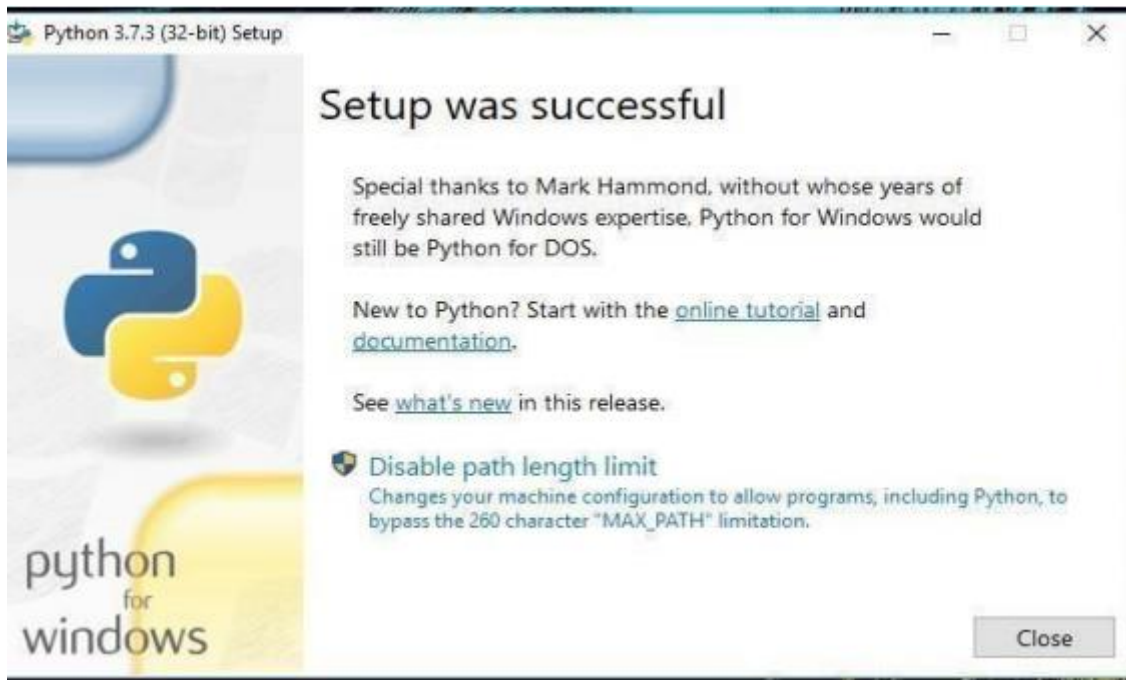 Python 3.7.3 (32-bit) Setup
Setup was successful
Special thanks to Mark Hammond, without whose years of
freely shared Windows expertise, Python for Windows would
still be Python for DOS.
New to Python? Start with the online tutorial and
documentation.
See what's new in this release.
Disable path length limit
Changes your machine configuration to allow programs, including Python, to
bypass the 260 character "MAX_PATH" limitation.
python
for
windows
Close